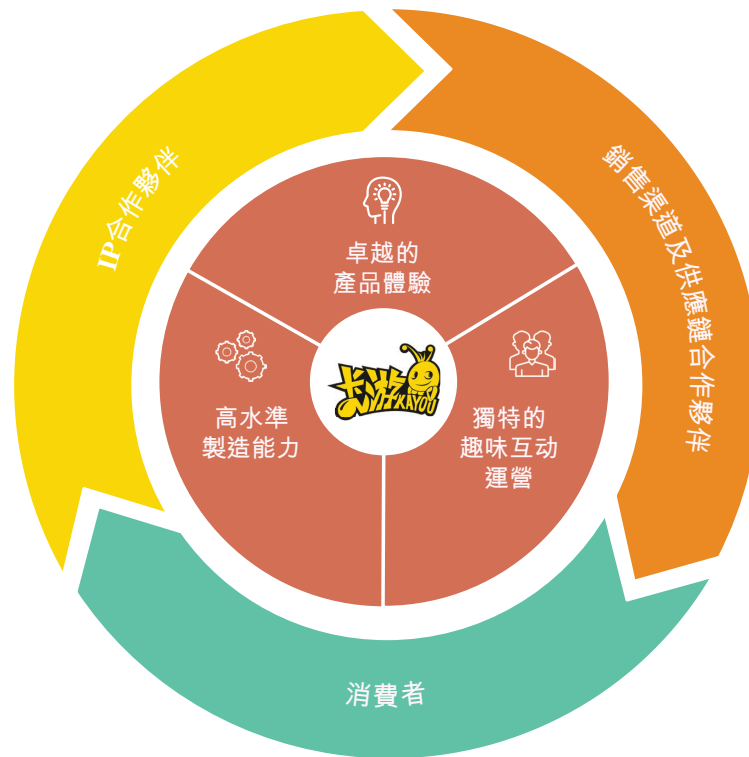 IP合作夥伴
銷售渠道及供應鏈合作夥伴
卓越的
產品體驗
高水準
製造能力
卡游
KAYOU
獨特的
趣味互动
運營
消費者